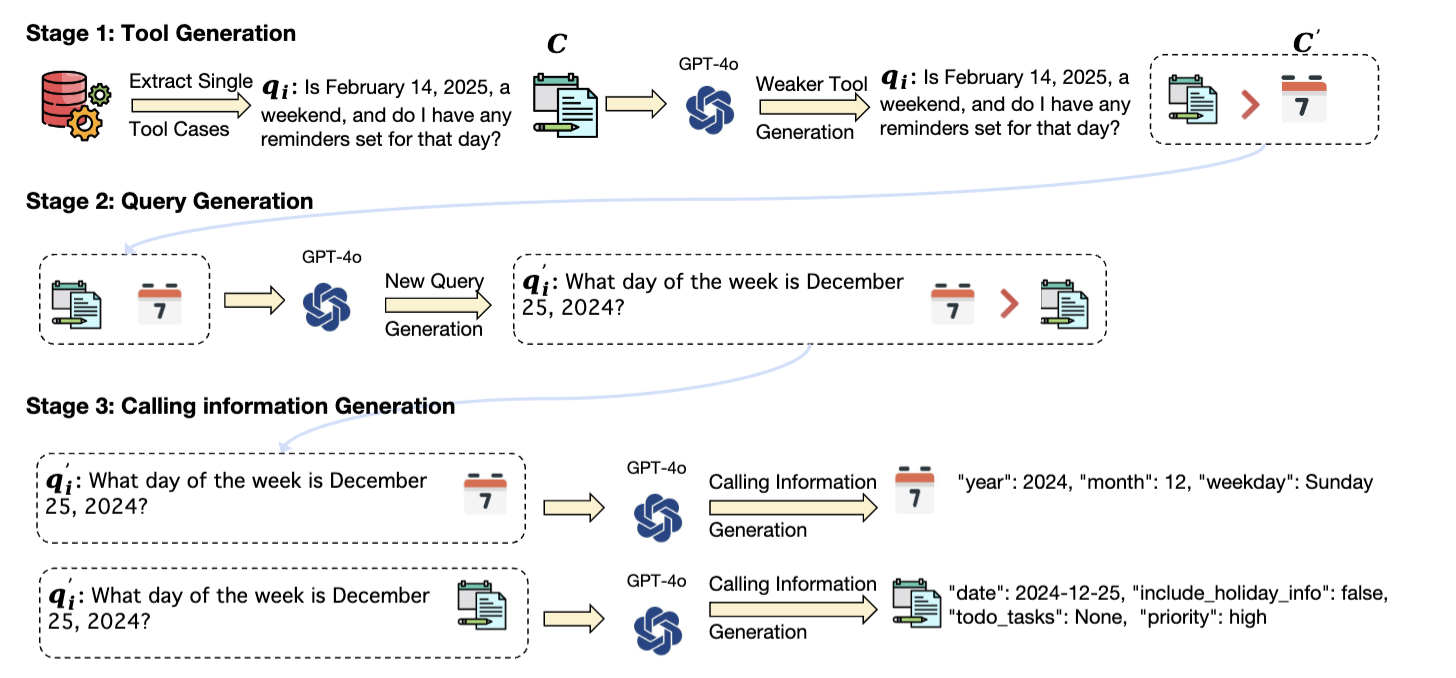 Stage 1: Tool Generation
C
C′
GPT-4o
Extract Single
Tool Cases
qi: Is February 14, 2025, a
weekend, and do I have any
reminders set for that day?
Weaker Tool
Generation
qi: Is February 14, 2025, a
weekend, and do I have any
reminders set for that day?
7
Stage 2: Query Generation
7
GPT-4o
New Query
Generation
q′i: What day of the week is December
25, 2024?
7
Stage 3: Calling information Generation
q′i: What day of the week is December
25, 2024?
7
GPT-4o
Calling Information
Generation
7
"year": 2024, "month": 12, "weekday": Sunday
q′i: What day of the week is December
25, 2024?
GPT-4o
Calling Information
Generation
"date": 2024-12-25, "include_holiday_info": false,
"todo_tasks": None, "priority": high